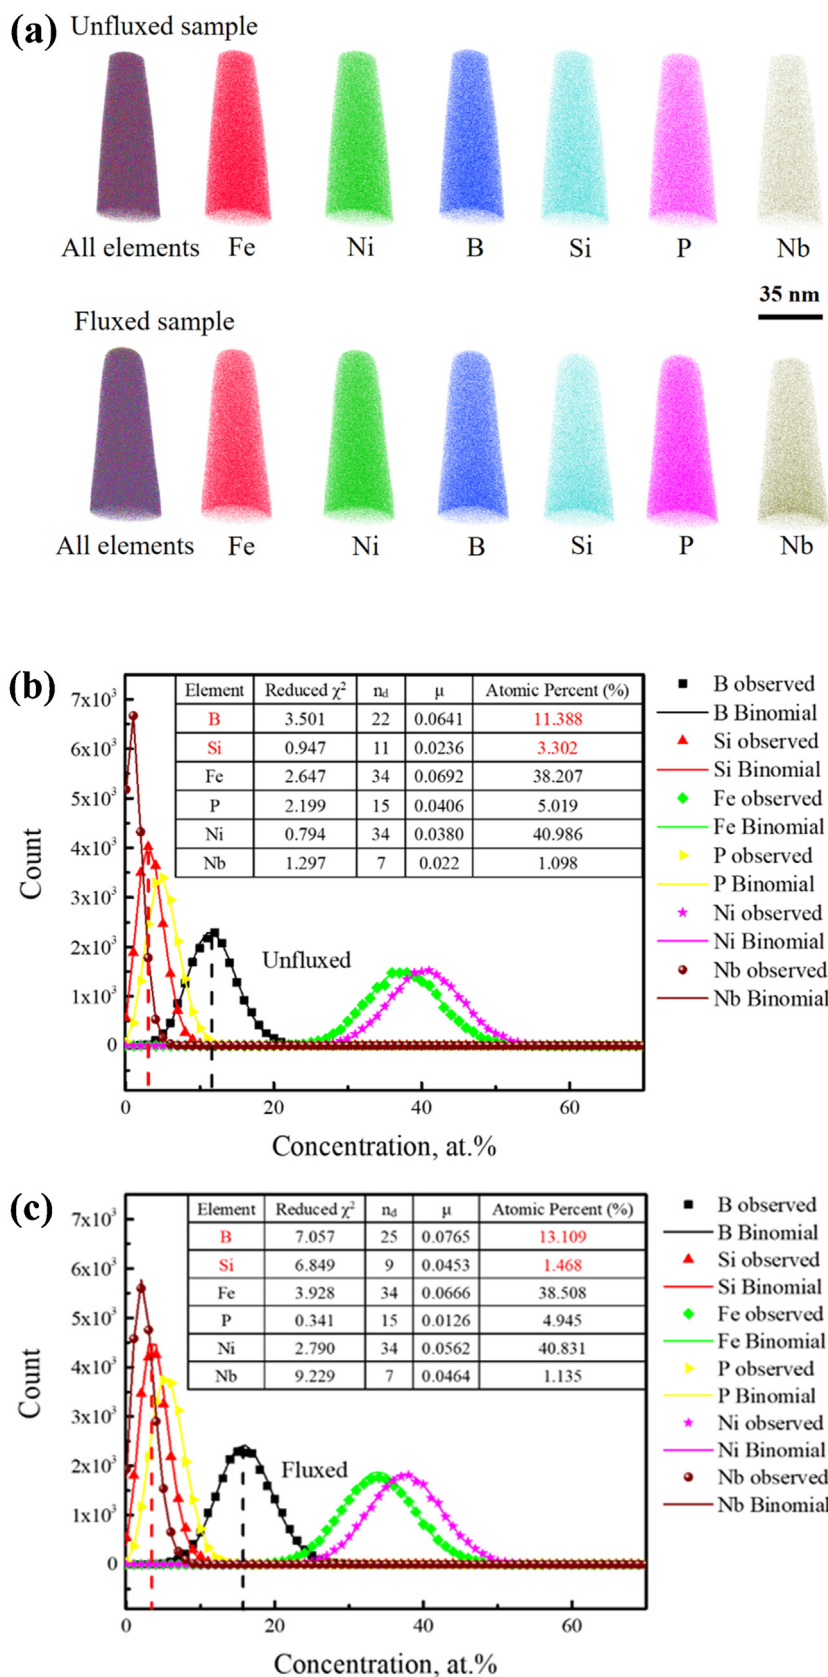 (a)
Unfluxed sample
All elements Fe Ni B Si P Nb
35 nm
Fluxed sample
All elements Fe Ni B Si P Nb
(b)
Count
7x10³
6x10³
5x10³
4x10³
3x10³
2x10³
1x10³
0
Element Reduced χ² n_d μ Atomic Percent (%)
B 3.501 22 0.0641 11.388
Si 0.947 11 0.0236 3.302
Fe 2.647 34 0.0692 38.207
P 2.199 15 0.0406 5.019
Ni 0.794 34 0.0380 40.986
Nb 1.297 7 0.022 1.098
Unfluxed
0 20 40 60
Concentration, at.%
B observed
B Binomial
Si observed
Si Binomial
Fe observed
Fe Binomial
P observed
P Binomial
Ni observed
Ni Binomial
Nb observed
Nb Binomial
(c)
Count
7x10³
6x10³
5x10³
4x10³
3x10³
2x10³
1x10³
0
Element Reduced χ² n_d μ Atomic Percent (%)
B 7.057 25 0.0765 13.109
Si 6.849 9 0.0453 1.468
Fe 3.928 34 0.0666 38.508
P 0.341 15 0.0126 4.945
Ni 2.790 34 0.0562 40.831
Nb 9.229 7 0.0464 1.135
Fluxed
0 20 40 60
Concentration, at.%
B observed
B Binomial
Si observed
Si Binomial
Fe observed
Fe Binomial
P observed
P Binomial
Ni observed
Ni Binomial
Nb observed
Nb Binomial